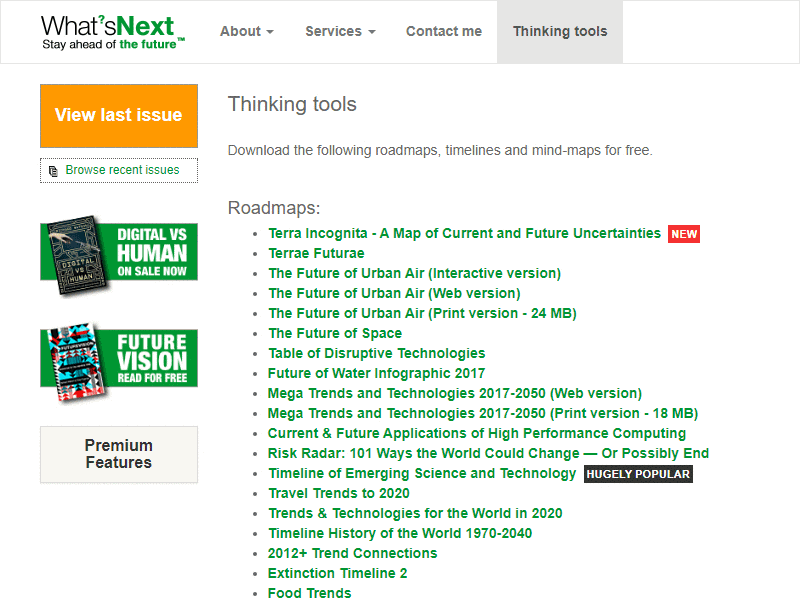 What'sNext
Stay ahead of the future™
About
Services
Contact me
Thinking tools
View last issue
Browse recent issues
DIGITAL VS
HUMAN
ON SALE NOW
DIGITAL
VS
HUMAN
FUTURE
VISION
READ FOR FREE
Premium
Features
Thinking tools
Download the following roadmaps, timelines and mind-maps for free.
Roadmaps:
Terra Incognita - A Map of Current and Future Uncertainties NEW
Terrae Futurae
The Future of Urban Air (Interactive version)
The Future of Urban Air (Web version)
The Future of Urban Air (Print version - 24 MB)
The Future of Space
Table of Disruptive Technologies
Future of Water Infographic 2017
Mega Trends and Technologies 2017-2050 (Web version)
Mega Trends and Technologies 2017-2050 (Print version - 18 MB)
Current & Future Applications of High Performance Computing
Risk Radar: 101 Ways the World Could Change — Or Possibly End
Timeline of Emerging Science and Technology HUGELY POPULAR
Travel Trends to 2020
Trends & Technologies for the World in 2020
Timeline History of the World 1970-2040
2012+ Trend Connections
Extinction Timeline 2
Food Trends